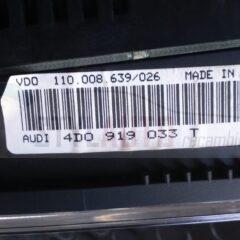 VDO 110.008.639/026 MADE IN
AUDI 4D0 919 033 T